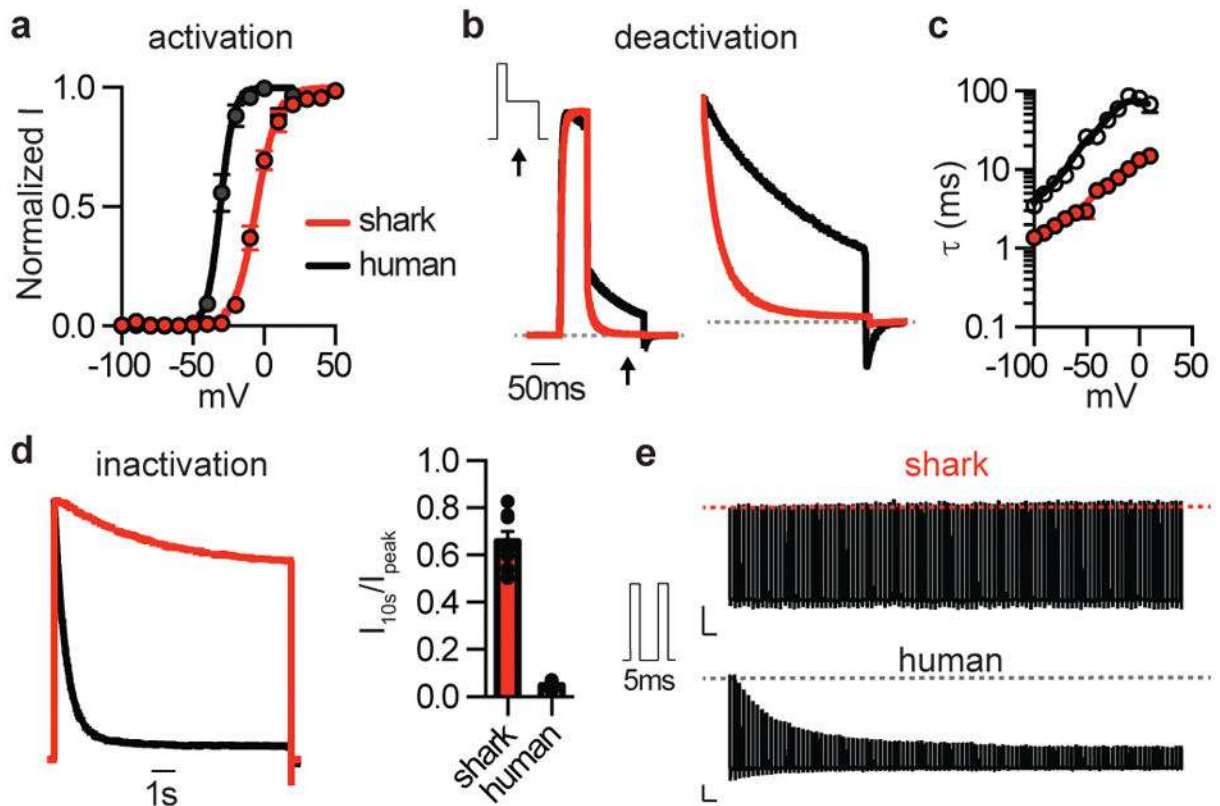 a
activation
1.0
0.5
0.0
Normalized I
-100
-50
0
50
mV
shark
human
b
deactivation
50ms
c
100
10
1
0.1
τ (ms)
-100
-50
0
50
mV
d
inactivation
1s
1.0
0.8
0.6
0.4
0.2
0.0
I10s/Ipeak
shark
human
e
shark
5ms
human